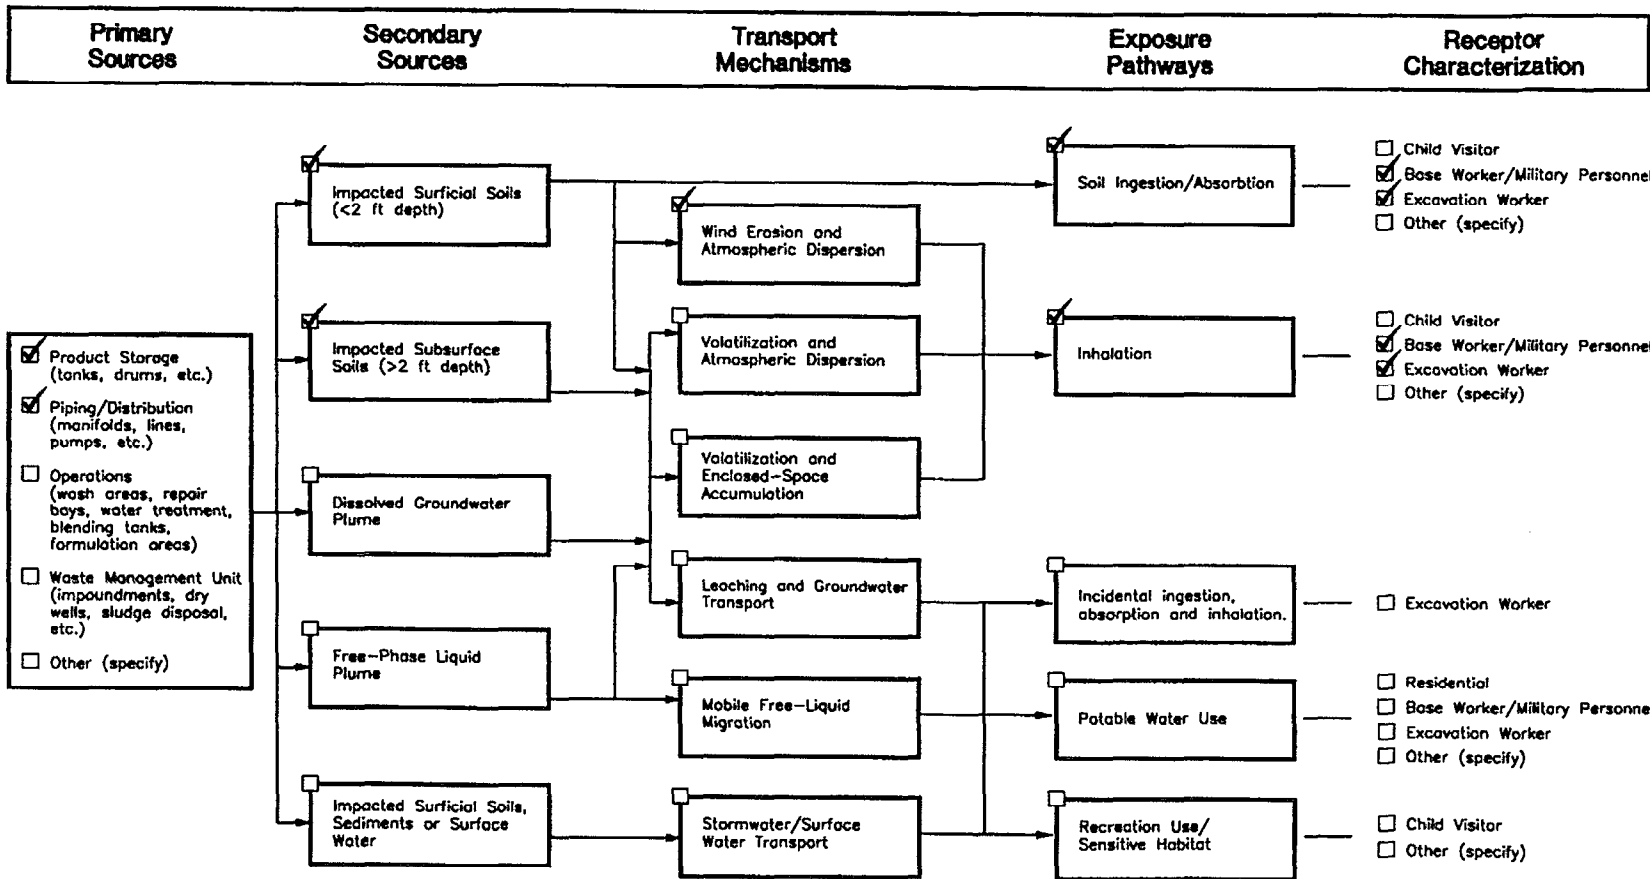 Primary
Sources
Secondary
Sources
Transport
Mechanisms
Exposure
Pathways
Receptor
Characterization
Product Storage
(tanks, drums, etc.)
Piping/Distribution
(manifolds, lines,
pumps, etc.)
Operations
(wash areas, repair
bays, water treatment,
blending tanks,
formulation areas)
Waste Management Unit
(impoundments, dry
wells, sludge disposal,
etc.)
Other (specify)
Impacted Surficial Soils
(<2 ft depth)
Impacted Subsurface
Soils (>2 ft depth)
Dissolved Groundwater
Plume
Free-Phase Liquid
Plume
Impacted Surficial Soils,
Sediments or Surface
Water
Wind Erosion and
Atmospheric Dispersion
Volatilization and
Atmospheric Dispersion
Volatilization and
Enclosed-Space
Accumulation
Leaching and Groundwater
Transport
Mobile Free-Liquid
Migration
Stormwater/Surface
Water Transport
Soil Ingestion/Absorbtion
Inhalation
Incidental ingestion,
absorption and inhalation.
Potable Water Use
Recreation Use/
Sensitive Habitat
Child Visitor
Base Worker/Military Personnel
Excavation Worker
Other (specify)
Child Visitor
Base Worker/Military Personnel
Excavation Worker
Other (specify)
Excavation Worker
Residential
Base Worker/Military Personne
Excavation Worker
Other (specify)
Child Visitor
Other (specify)